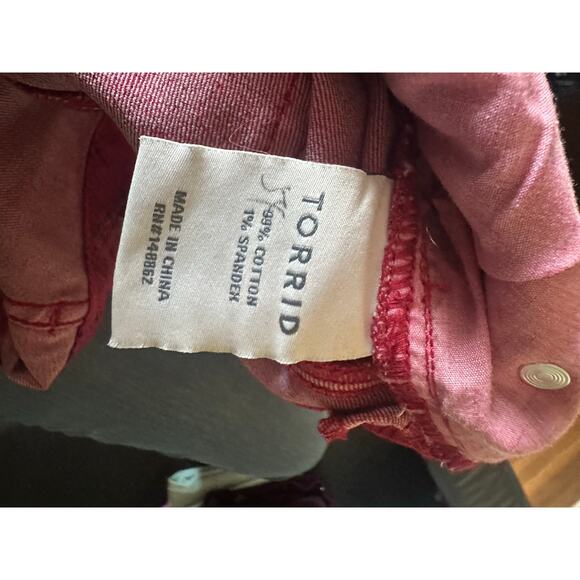 TORRID
99% COTTON
1% SPANDEX
MADE IN CHINA
RN#148862